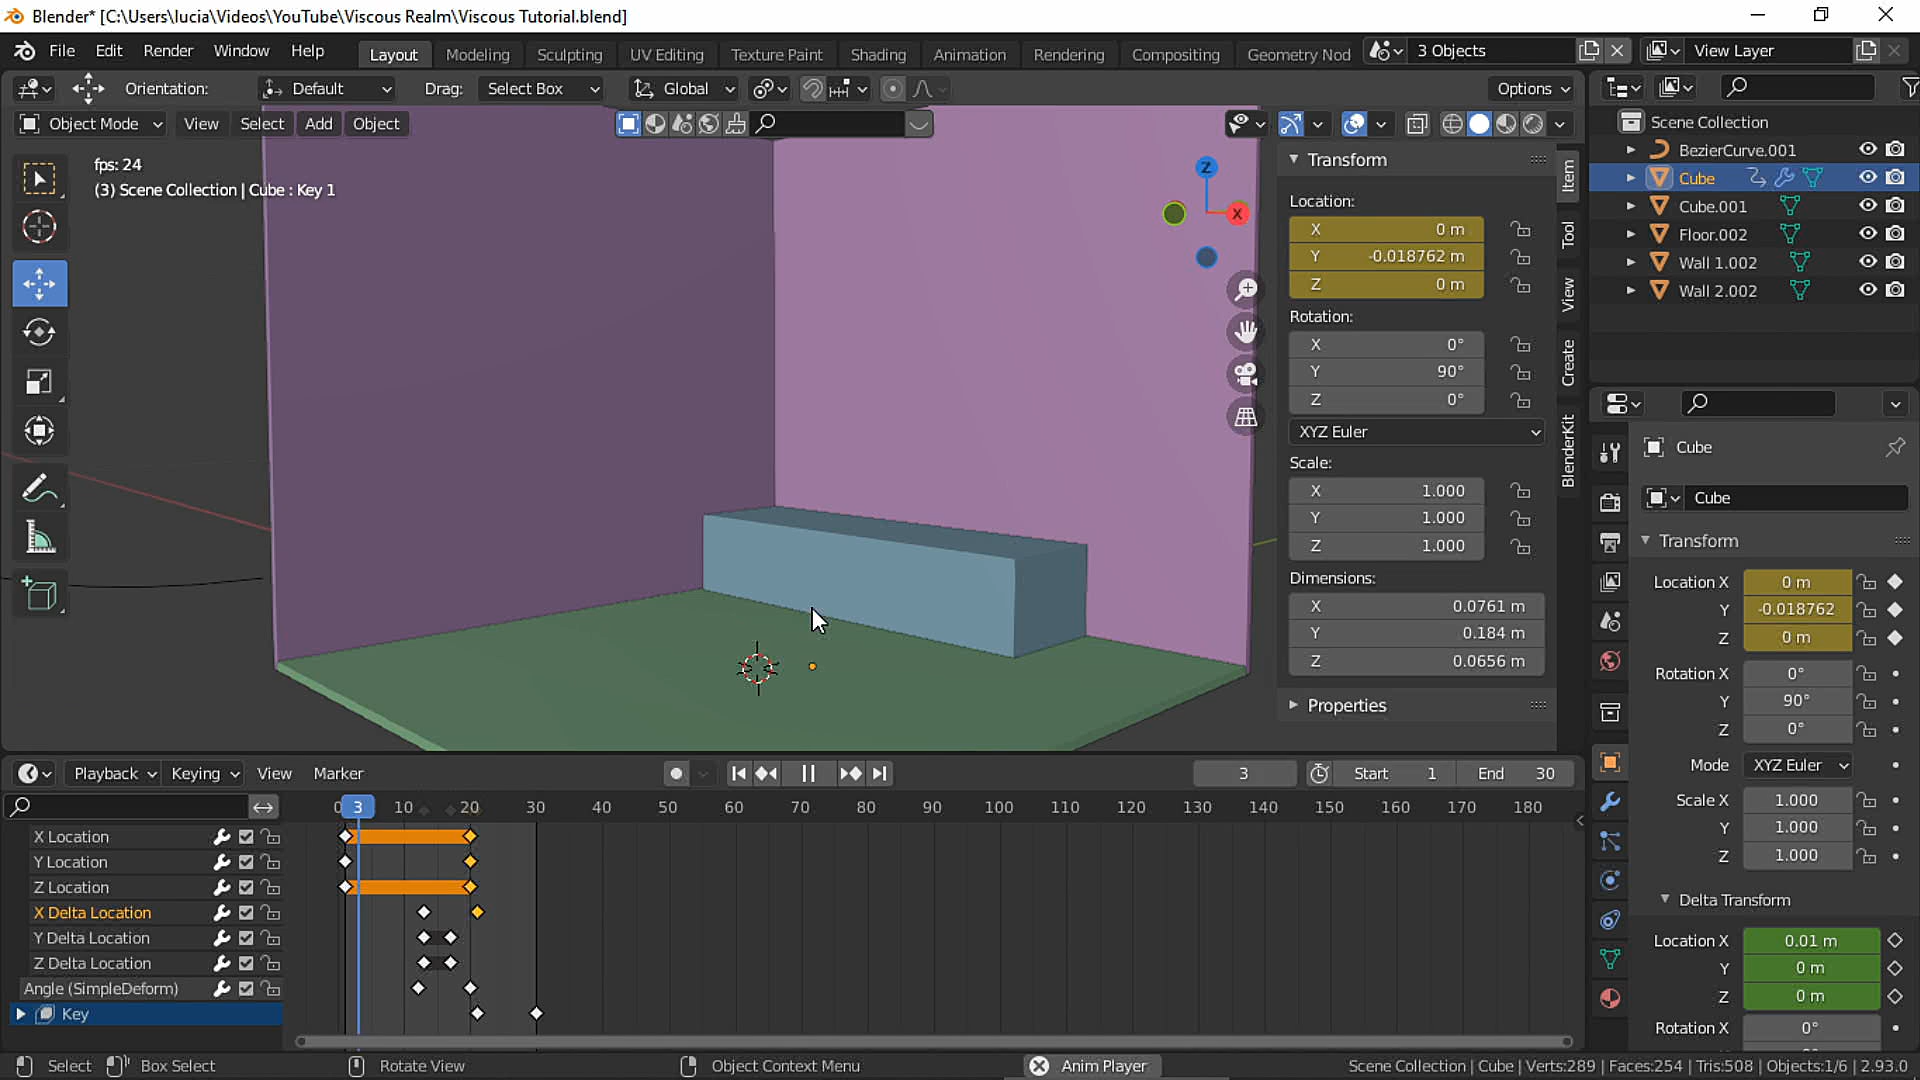 Blender* [C:\Users\lucia\Videos\YouTube\Viscous Realm\Viscous Tutorial.blend]
File Edit Render Window Help Layout Modeling Sculpting UV Editing Texture Paint Shading Animation Rendering Compositing Geometry Nod 3 Objects View Layer
Orientation: Default Drag: Select Box Global Options
Object Mode View Select Add Object
fps: 24
(3) Scene Collection | Cube : Key 1
Z
X
Transform
Location:
X 0 m
Y -0.018762 m
Z 0 m
Rotation:
X 0°
Y 90°
Z 0°
XYZ Euler
Scale:
X 1.000
Y 1.000
Z 1.000
Dimensions:
X 0.0761 m
Y 0.184 m
Z 0.0656 m
Properties
Item
Tool
View
Create
BlenderKit
Scene Collection
BezierCurve.001
Cube
Cube.001
Floor.002
Wall 1.002
Wall 2.002
Cube
Cube
Transform
Location X 0 m
Y -0.018762
Z 0 m
Rotation X 0°
Y 90°
Z 0°
Mode XYZ Euler
Scale X 1.000
Y 1.000
Z 1.000
Delta Transform
Location X 0.01 m
Y 0 m
Z 0 m
Rotation X 0°
Playback Keying View Marker 3 Start 1 End 30
0 3 10 20 30 40 50 60 70 80 90 100 110 120 130 140 150 160 170 180
X Location
Y Location
Z Location
X Delta Location
Y Delta Location
Z Delta Location
Angle (SimpleDeform)
Key
Select Box Select Rotate View Object Context Menu Anim Player Scene Collection | Cube | Verts:289 | Faces:254 | Tris:508 | Objects:1/6 | 2.93.0